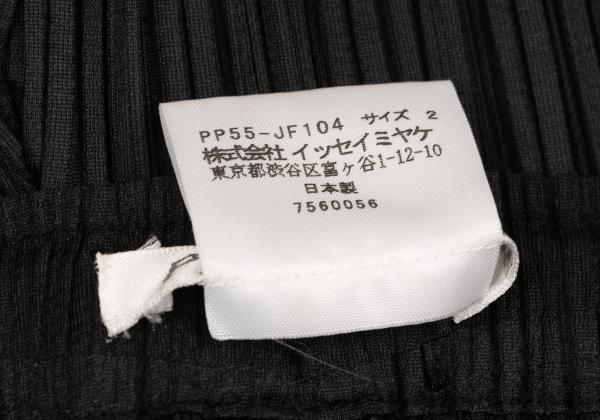 PP55-JF104 サイズ 2
株式会社 イッセイミヤケ
東京都渋谷区富ヶ谷1-12-10
日本製
7560056